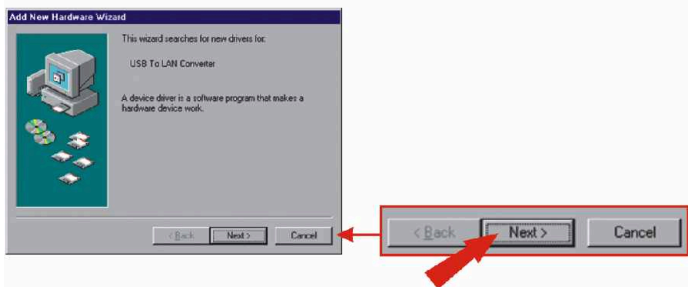 Add New Hardware Wizard
This wizard searches for new drivers for:
USB To LAN Converter
A device driver is a software program that makes a
hardware device work.
< Back Next > Cancel
< Back Next > Cancel